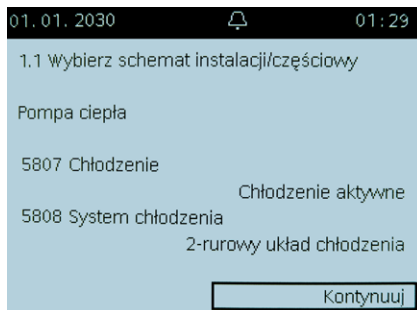 01.01.2030 01:29
1.1 Wybierz schemat instalacji/częściowy
Pompa ciepła
5807 Chłodzenie
Chłodzenie aktywne
5808 System chłodzenia
2-rurowy układ chłodzenia
Kontynuuj